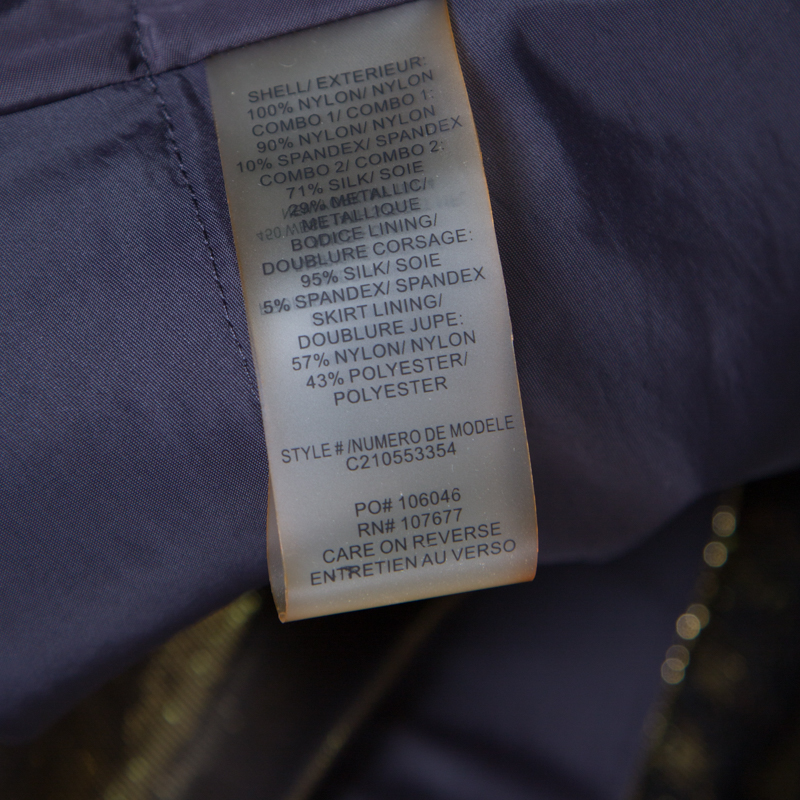 SHELL/ EXTERIEUR:
100% NYLON/ NYLON
COMBO 1/ COMBO 1:
90% NYLON/ NYLON
10% SPANDEX/ SPANDEX
COMBO 2/ COMBO 2:
71% SILK/ SOIE
29% METALLIC/
METALLIQUE
BODICE LINING/
DOUBLURE CORSAGE:
95% SILK/ SOIE
5% SPANDEX/ SPANDEX
SKIRT LINING/
DOUBLURE JUPE:
57% NYLON/ NYLON
43% POLYESTER/
POLYESTER
STYLE # /NUMERO DE MODELE
C210553354
PO# 106046
RN# 107677
CARE ON REVERSE
ENTRETIEN AU VERSO